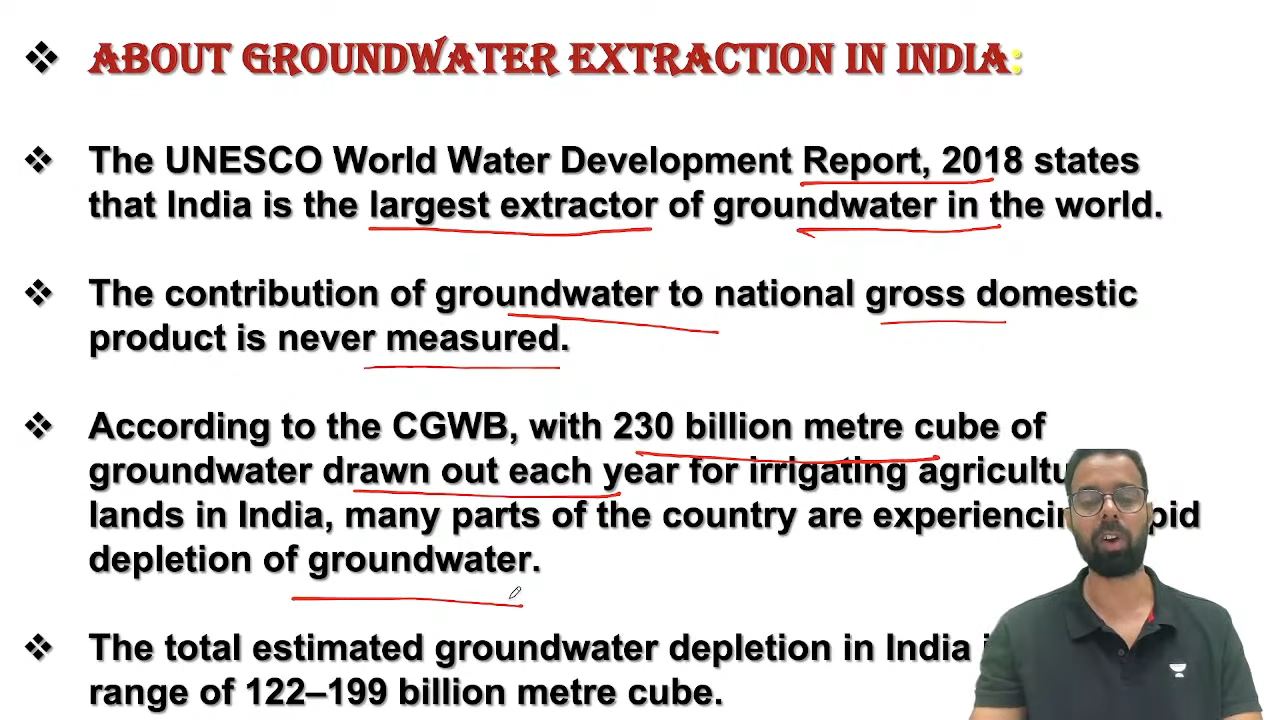 ❖ ABOUT GROUNDWATER EXTRACTION IN INDIA:
❖ The UNESCO World Water Development Report, 2018 states
that India is the largest extractor of groundwater in the world.
❖ The contribution of groundwater to national gross domestic
product is never measured.
❖ According to the CGWB, with 230 billion metre cube of
groundwater drawn out each year for irrigating
lands in India, many parts of the country are
depletion of groundwater.
❖ The total estimated groundwater depletion in India
range of 122–199 billion metre cube.